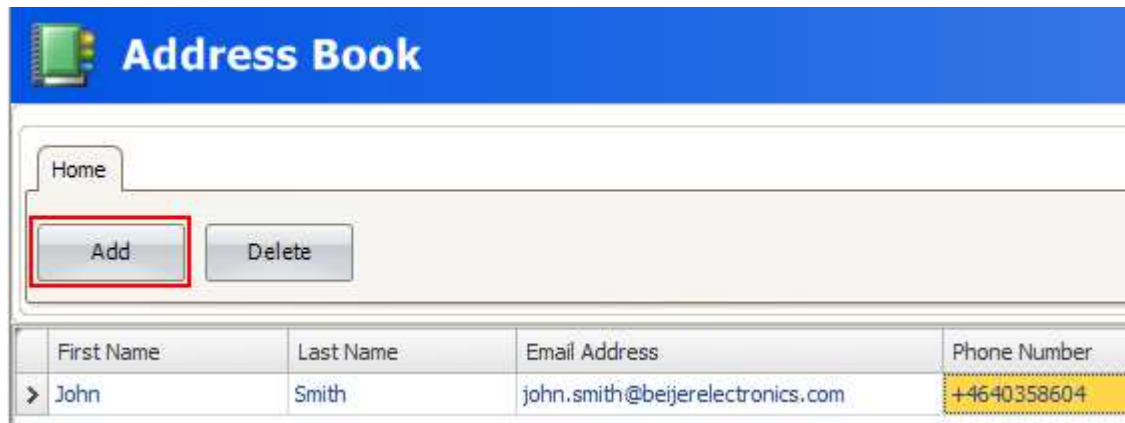 Address Book
Home
Add Delete
First Name Last Name Email Address Phone Number
John Smith john.smith@beijerelectronics.com +4640358604